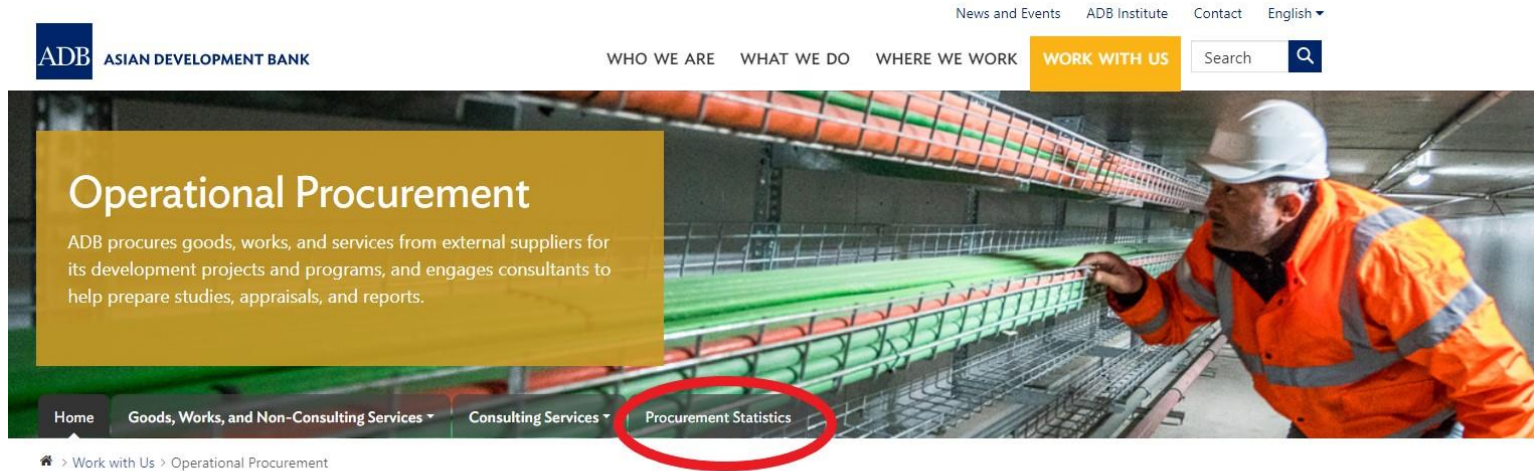 News and Events ADB Institute Contact English
ADB ASIAN DEVELOPMENT BANK
WHO WE ARE WHAT WE DO WHERE WE WORK WORK WITH US Search
Operational Procurement
ADB procures goods, works, and services from external suppliers for
its development projects and programs, and engages consultants to
help prepare studies, appraisals, and reports.
Home Goods, Works, and Non-Consulting Services Consulting Services Procurement Statistics
> Work with Us > Operational Procurement